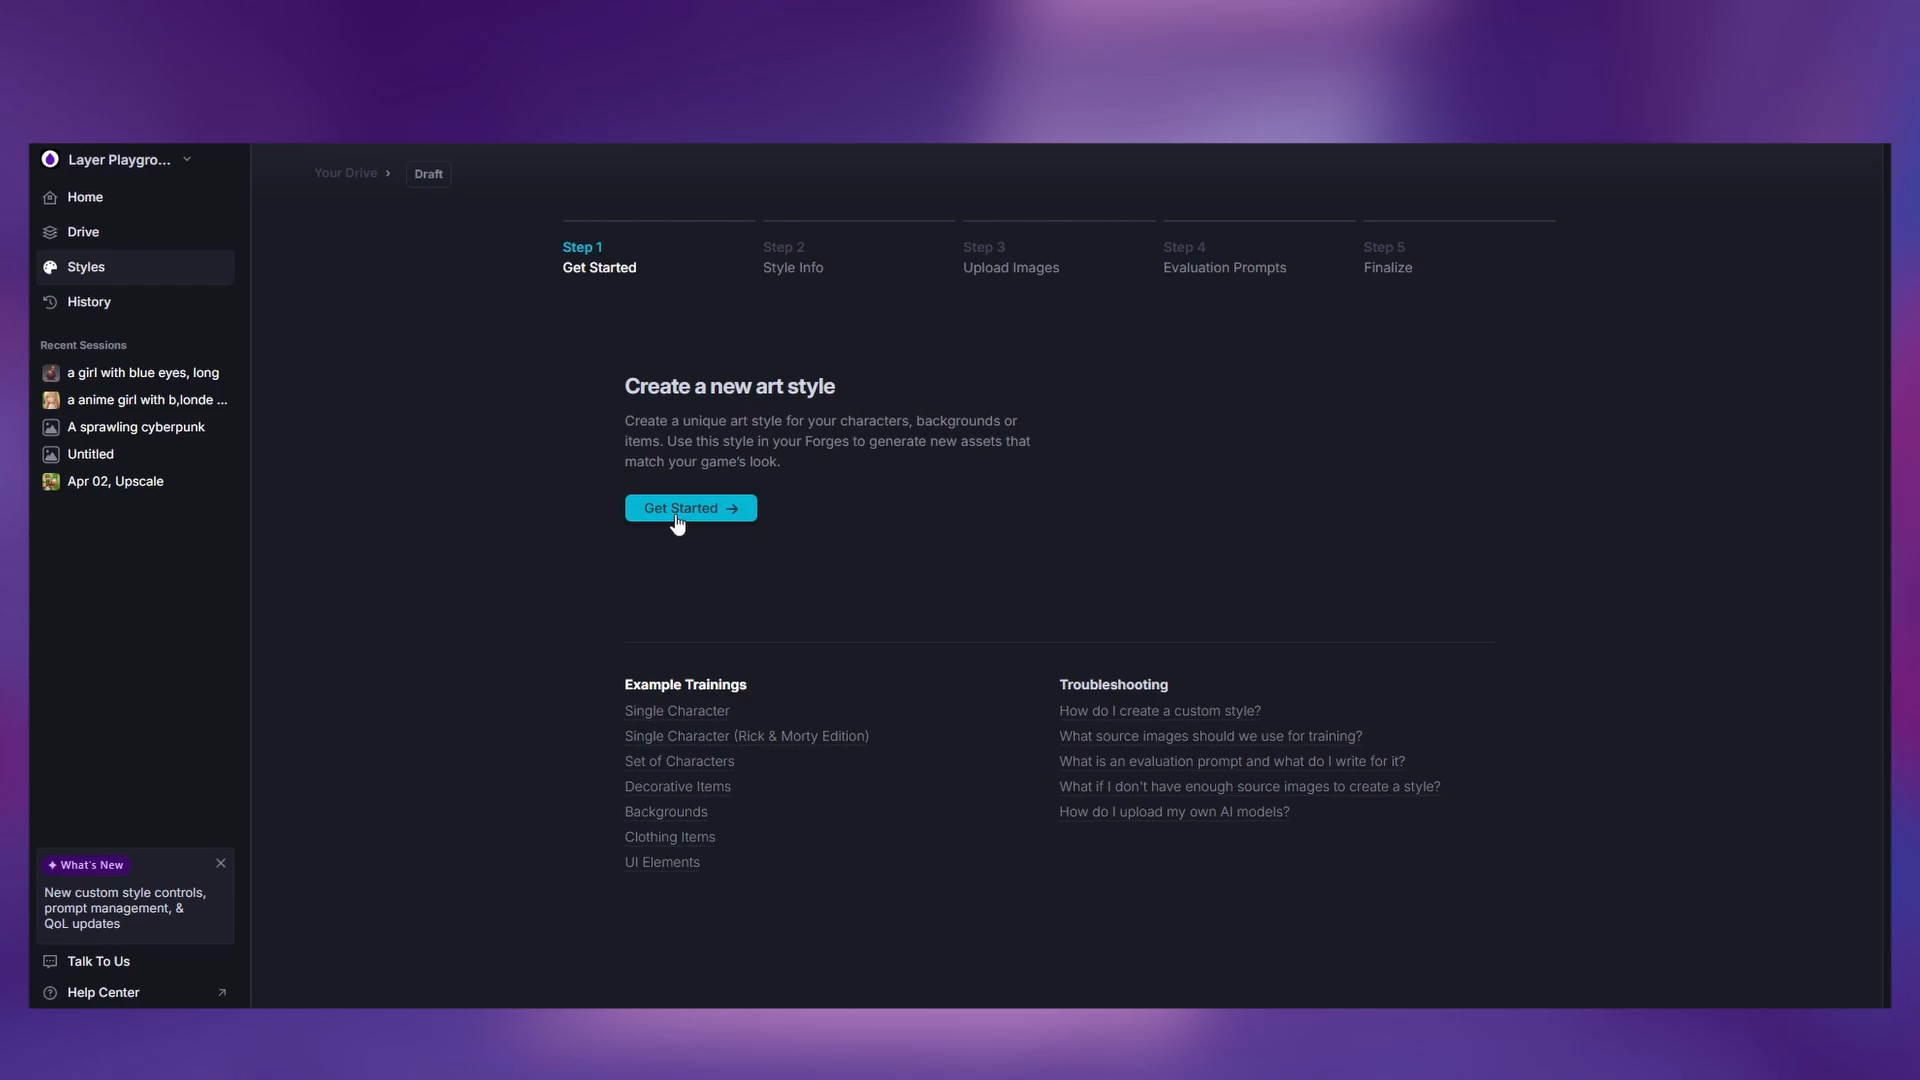 Layer Playgro...
Home
Drive
Styles
History
Recent Sessions
a girl with blue eyes, long
a anime girl with b,londe ...
A sprawling cyberpunk
Untitled
Apr 02, Upscale
What's New
New custom style controls,
prompt management, &
QoL updates
Talk To Us
Help Center
Your Drive › Draft
Step 1
Get Started
Step 2
Style Info
Step 3
Upload Images
Step 4
Evaluation Prompts
Step 5
Finalize
Create a new art style
Create a unique art style for your characters, backgrounds or
items. Use this style in your Forges to generate new assets that
match your game's look.
Get Started →
Example Trainings
Single Character
Single Character (Rick & Morty Edition)
Set of Characters
Decorative Items
Backgrounds
Clothing Items
UI Elements
Troubleshooting
How do I create a custom style?
What source images should we use for training?
What is an evaluation prompt and what do I write for it?
What if I don't have enough source images to create a style?
How do I upload my own AI models?